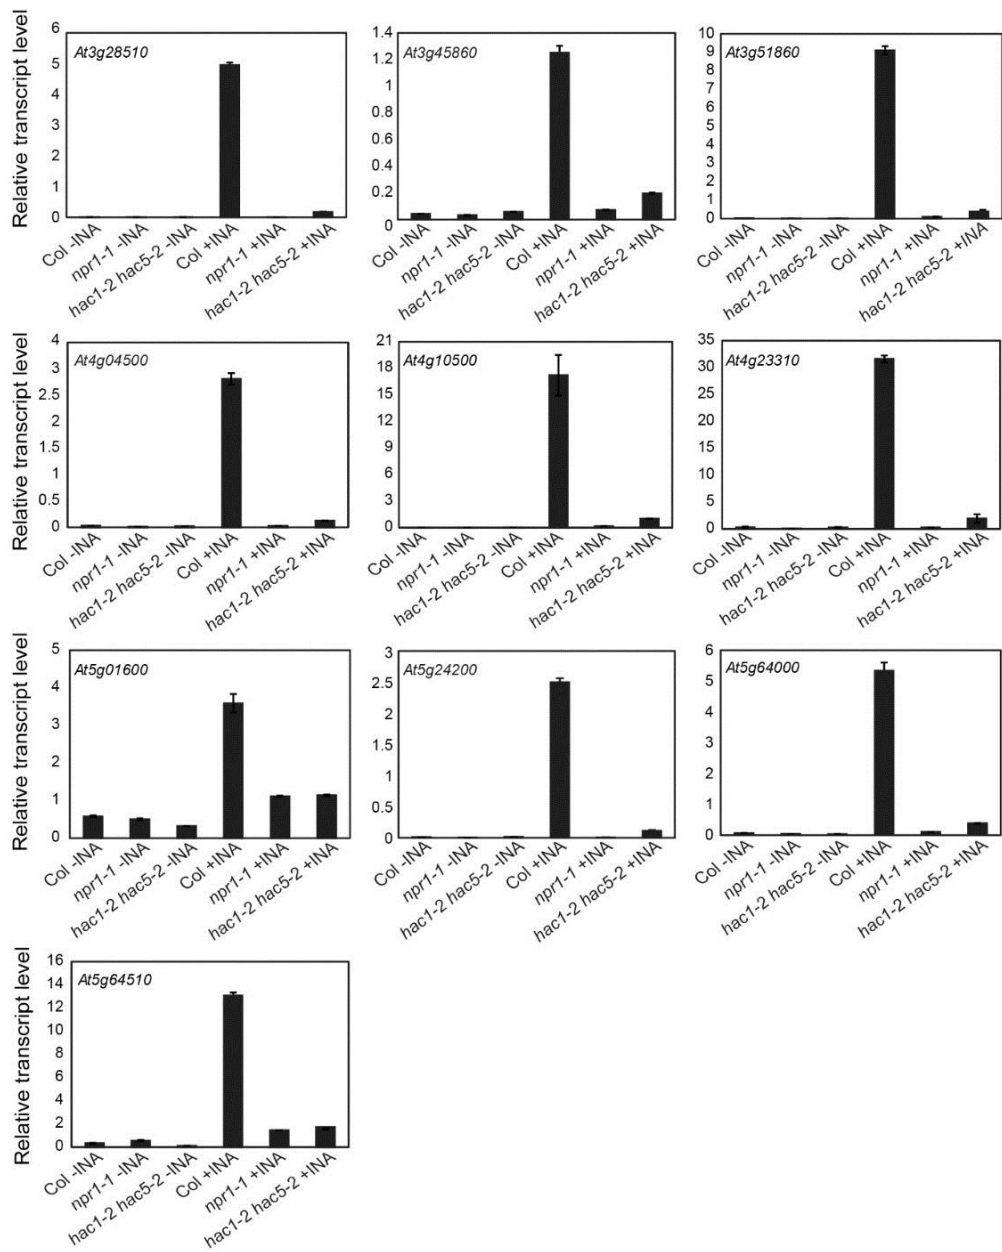 Relative transcript level
At3g28510
6
5
4
3
2
1
0
Col -INA
npr1-1 -INA
hac1-2 hac5-2 -INA
Col +INA
npr1-1 +INA
hac1-2 hac5-2 +INA
At3g45860
1.4
1.2
1
0.8
0.6
0.4
0.2
0
Col -INA
npr1-1 -INA
hac1-2 hac5-2 -INA
Col +INA
npr1-1 +INA
hac1-2 hac5-2 +INA
At3g51860
10
9
8
7
6
5
4
3
2
1
0
Col -INA
npr1-1 -INA
hac1-2 hac5-2 -INA
Col +INA
npr1-1 +INA
hac1-2 hac5-2 +INA
Relative transcript level
At4g04500
4
3
2.5
2
1.5
1
0.5
0
Col -INA
npr1-1 -INA
hac1-2 hac5-2 -INA
Col +INA
npr1-1 +INA
hac1-2 hac5-2 +INA
At4g10500
21
18
15
12
9
6
3
0
Col -INA
npr1-1 -INA
hac1-2 hac5-2 -INA
Col +INA
npr1-1 +INA
hac1-2 hac5-2 +INA
At4g23310
35
30
25
20
15
10
5
0
Col -INA
npr1-1 -INA
hac1-2 hac5-2 -INA
Col +INA
npr1-1 +INA
hac1-2 hac5-2 +INA
Relative transcript level
At5g01600
5
4
3
2
1
0
Col -INA
npr1-1 -INA
hac1-2 hac5-2 -INA
Col +INA
npr1-1 +INA
hac1-2 hac5-2 +INA
At5g24200
3
2.5
2
1.5
1
0.5
0
Col -INA
npr1-1 -INA
hac1-2 hac5-2 -INA
Col +INA
npr1-1 +INA
hac1-2 hac5-2 +INA
At5g64000
6
5
4
3
2
1
0
Col -INA
npr1-1 -INA
hac1-2 hac5-2 -INA
Col +INA
npr1-1 +INA
hac1-2 hac5-2 +INA
Relative transcript level
At5g64510
16
14
12
10
8
6
4
2
0
Col -INA
npr1-1 -INA
hac1-2 hac5-2 -INA
Col +INA
npr1-1 +INA
hac1-2 hac5-2 +INA